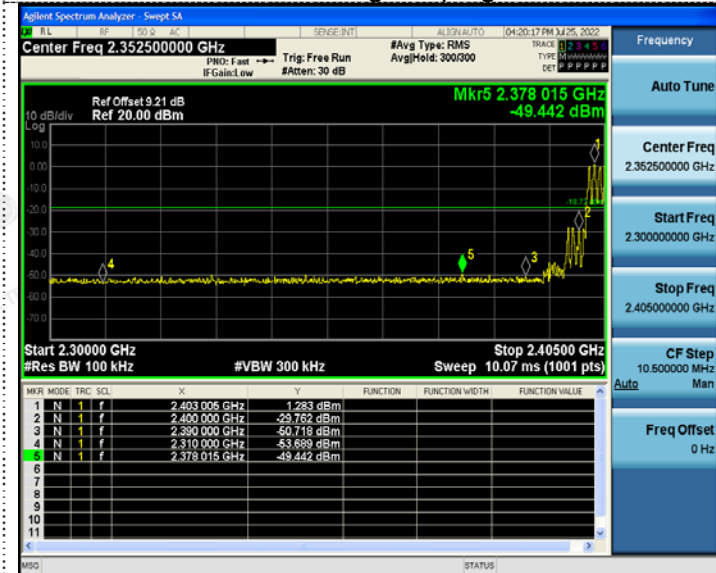 Agilent Spectrum Analyzer - Swept SA
RL RF 50 Ω AC SENSE:INT ALIGNAUTO 04:20:17 PM Jul 25, 2022
Center Freq 2.352500000 GHz
PNO: Fast
IFGain:Low
Trig: Free Run
#Atten: 30 dB
#Avg Type: RMS
Avg|Hold: 300/300
TRACE 1 2 3 4 5 6
TYPE M
DET P P P P P P
Frequency
Auto Tune
Center Freq
2.352500000 GHz
Start Freq
2.300000000 GHz
Stop Freq
2.405000000 GHz
CF Step
10.500000 MHz
Auto Man
Freq Offset
0 Hz
Ref Offset 9.21 dB
10 dB/div Ref 20.00 dBm
Log
Mkr5 2.378 015 GHz
-49.442 dBm
10.0
0.00
-10.0
-20.0
-30.0
-40.0
-50.0
-60.0
-70.0
1
2
3
4
5
Start 2.30000 GHz Stop 2.40500 GHz
#Res BW 100 kHz #VBW 300 kHz Sweep 10.07 ms (1001 pts)
MKR MODE TRC SCL X Y FUNCTION FUNCTION WIDTH FUNCTION VALUE
1 N 1 f 2.403 005 GHz 1.283 dBm
2 N 1 f 2.400 000 GHz -29.762 dBm
3 N 1 f 2.390 000 GHz -50.718 dBm
4 N 1 f 2.310 000 GHz -53.689 dBm
5 N 1 f 2.378 015 GHz -49.442 dBm
6
7
8
9
10
11
MSG STATUS